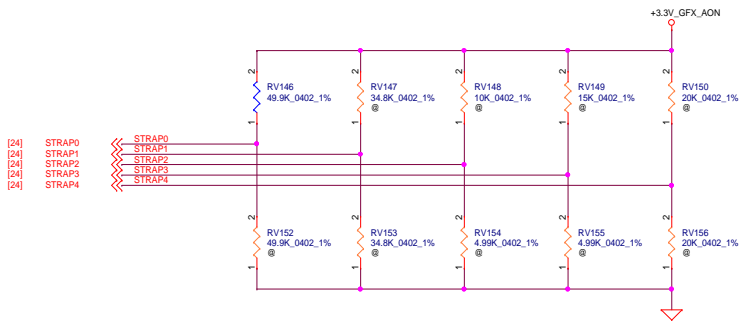 +3.3V_GFX_AON
2 2 2 2 2
RV146 RV147 RV148 RV149 RV150
49.9K_0402_1% 34.8K_0402_1% 10K_0402_1% 15K_0402_1% 20K_0402_1%
@ @ @ @
1 1 1 1 1
[24] STRAP0 STRAP0
[24] STRAP1 STRAP1
[24] STRAP2 STRAP2
[24] STRAP3 STRAP3
[24] STRAP4 STRAP4
2 2 2 2 2
RV152 RV153 RV154 RV155 RV156
49.9K_0402_1% 34.8K_0402_1% 4.99K_0402_1% 4.99K_0402_1% 20K_0402_1%
@ @ @ @ @
1 1 1 1 1